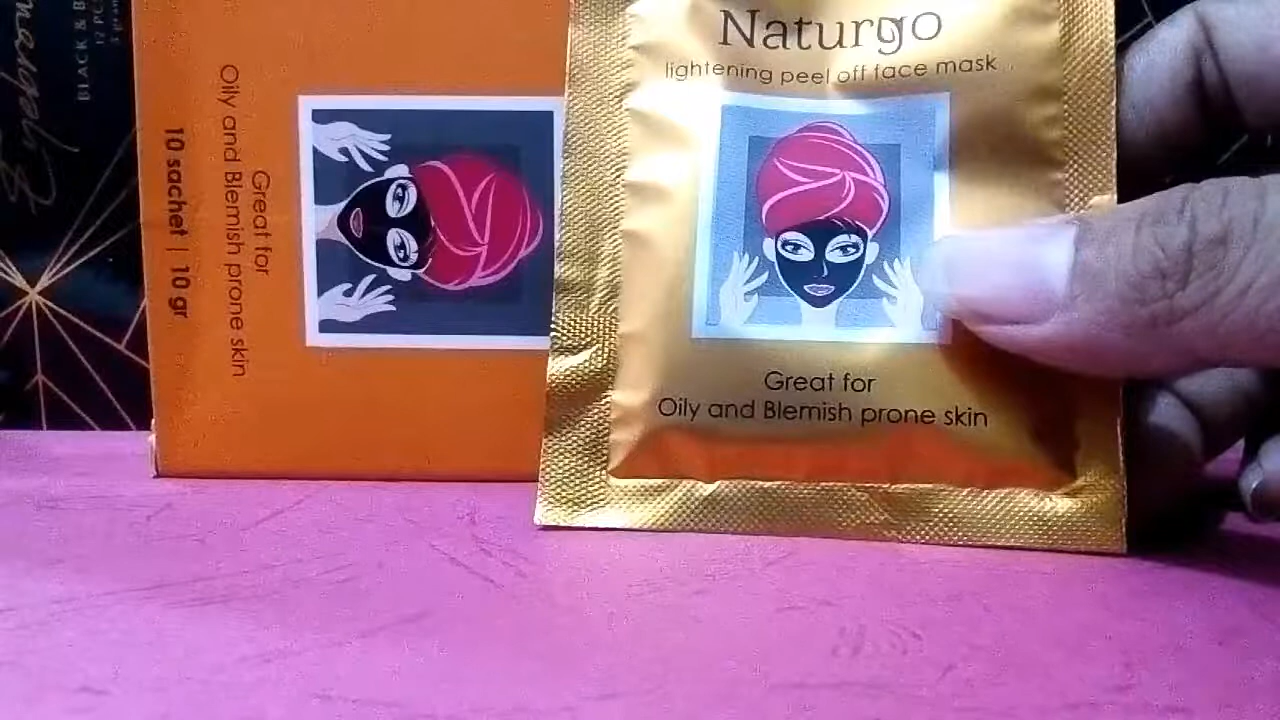 Naturgo
lightening peel off face mask
Great for
Oily and Blemish prone skin
Great for
Oily and Blemish prone skin
10 sachet | 10 gr
BLACK & B